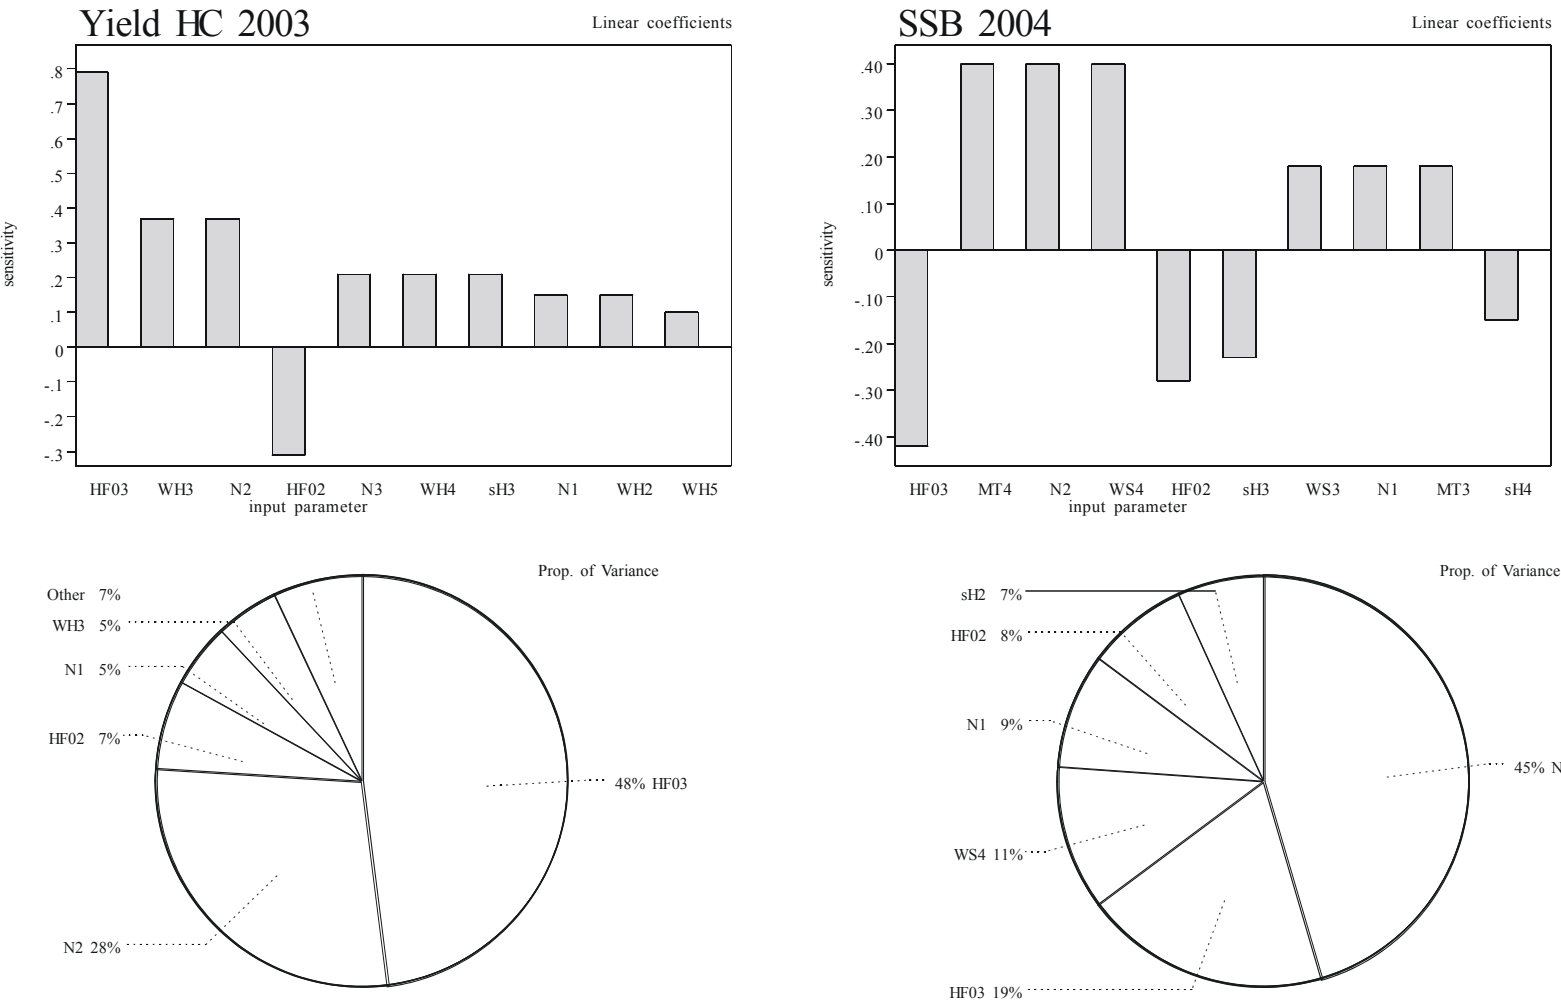 Yield HC 2003
Linear coefficients
.8
.7
.6
.5
.4
.3
.2
.1
0
-.1
-.2
-.3
sensitivity
HF03 WH3 N2 HF02 N3 WH4 sH3 N1 WH2 WH5
input parameter
SSB 2004
Linear coefficients
.40
.30
.20
.10
0
-.10
-.20
-.30
-.40
sensitivity
HF03 MT4 N2 WS4 HF02 sH3 WS3 N1 MT3 sH4
input parameter
Prop. of Variance
Other 7%
WH3 5%
N1 5%
HF02 7%
N2 28%
48% HF03
Prop. of Variance
sH2 7%
HF02 8%
N1 9%
WS4 11%
HF03 19%
45% N